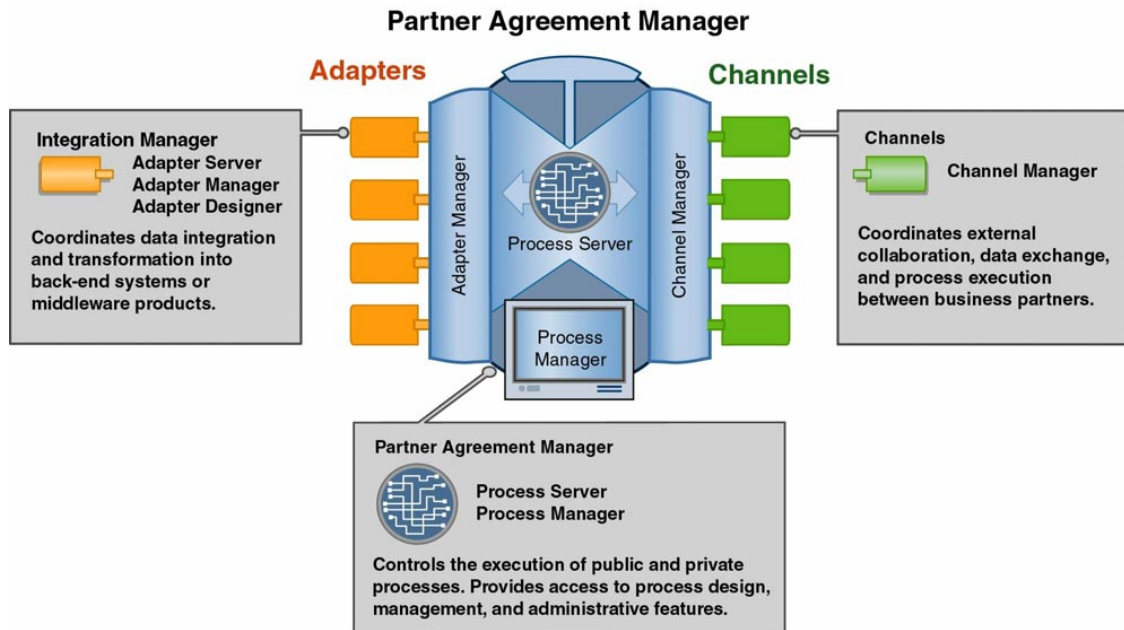 Partner Agreement Manager
Adapters
Channels
Integration Manager
Adapter Server
Adapter Manager
Adapter Designer
Coordinates data integration
and transformation into
back-end systems or
middleware products.
Adapter Manager
Process Server
Channel Manager
Process
Manager
Channels
Channel Manager
Coordinates external
collaboration, data exchange,
and process execution
between business partners.
Partner Agreement Manager
Process Server
Process Manager
Controls the execution of public and private
processes. Provides access to process design,
management, and administrative features.